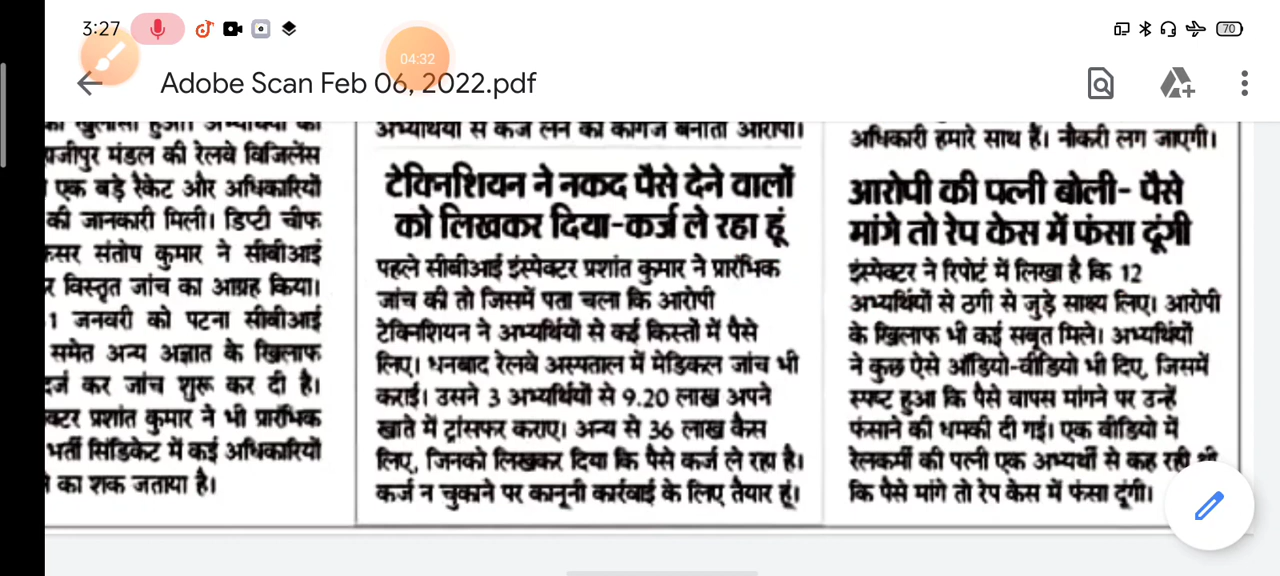 3:27
70
04:32
Adobe Scan Feb 06, 2022.pdf
का खुलासा हुआ। अभ्यर्थियों की
मंडल की रेलवे विजिलेंस
एक बड़े रैकेट और अधिकारियों
की जानकारी मिली। डिप्टी चीफ
संतोष कुमार ने सीबीआई
विस्तृत जांच का आग्रह किया।
1 जनवरी को पटना सीबीआई
समेत अन्य अज्ञात के खिलाफ
कर जांच शुरू कर दी है।
प्रशांत कुमार ने भी प्रारंभिक
भर्ती सिंडिकेट में कई अधिकारियों
का शक जताया है।
अभ्यर्थियों से कर्ज लेने का कागज बनाता आरोपी।
टेक्निशियन ने नकद पैसे देने वालों
को लिखकर दिया-कर्ज ले रहा हूं
पहले सीबीआई इंस्पेक्टर प्रशांत कुमार ने प्रारंभिक
जांच की तो जिसमें पता चला कि आरोपी
टेक्निशियन ने अभ्यर्थियों से कई किस्तों में पैसे
लिए। धनबाद रेलवे अस्पताल में मेडिकल जांच भी
कराई। उसने 3 अभ्यर्थियों से 9.20 लाख अपने
खाते में ट्रांसफर कराए। अन्य से 36 लाख कैस
लिए, जिनको लिखकर दिया कि पैसे कर्ज ले रहा है।
कर्ज न चुकाने पर कानूनी कार्रवाई के लिए तैयार हूं।
अधिकारी हमारे साथ हैं। नौकरी लग जाएगी।
आरोपी की पत्नी बोली- पैसे
मांगे तो रेप केस में फंसा दूंगी
इंस्पेक्टर ने रिपोर्ट में लिखा है कि 12
अभ्यर्थियों से ठगी से जुड़े साक्ष्य लिए। आरोपी
के खिलाफ भी कई सबूत मिले। अभ्यर्थियों
ने कुछ ऐसे ऑडियो-वीडियो भी दिए, जिसमें
स्पष्ट हुआ कि पैसे वापस मांगने पर उन्हें
फंसाने की धमकी दी गई। एक वीडियो में
रेलकर्मी की पत्नी एक अभ्यर्थी से कह रही थी
कि पैसे मांगे तो रेप केस में फंसा दूंगी।